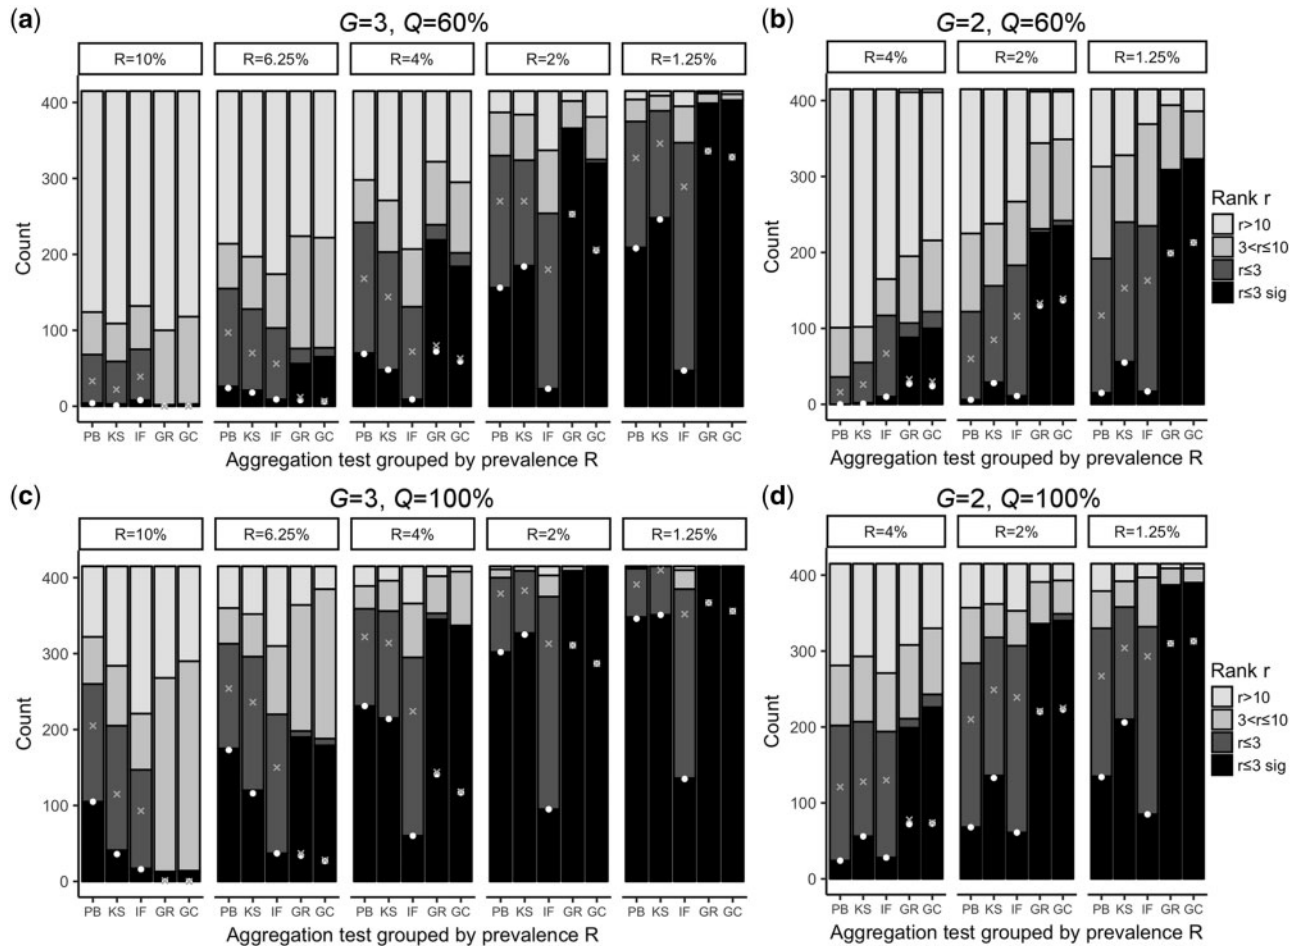 (a)
G=3, Q=60%
R=10% R=6.25% R=4% R=2% R=1.25%
Count
400
300
200
100
0
PB KS IF GR GC PB KS IF GR GC PB KS IF GR GC PB KS IF GR GC PB KS IF GR GC
Aggregation test grouped by prevalence R
(b)
G=2, Q=60%
R=4% R=2% R=1.25%
Count
400
300
200
100
0
PB KS IF GR GC PB KS IF GR GC PB KS IF GR GC
Aggregation test grouped by prevalence R
Rank r
r>10
3<r≤10
r≤3
r≤3 sig
(c)
G=3, Q=100%
R=10% R=6.25% R=4% R=2% R=1.25%
Count
400
300
200
100
0
PB KS IF GR GC PB KS IF GR GC PB KS IF GR GC PB KS IF GR GC PB KS IF GR GC
Aggregation test grouped by prevalence R
(d)
G=2, Q=100%
R=4% R=2% R=1.25%
Count
400
300
200
100
0
PB KS IF GR GC PB KS IF GR GC PB KS IF GR GC
Aggregation test grouped by prevalence R
Rank r
r>10
3<r≤10
r≤3
r≤3 sig